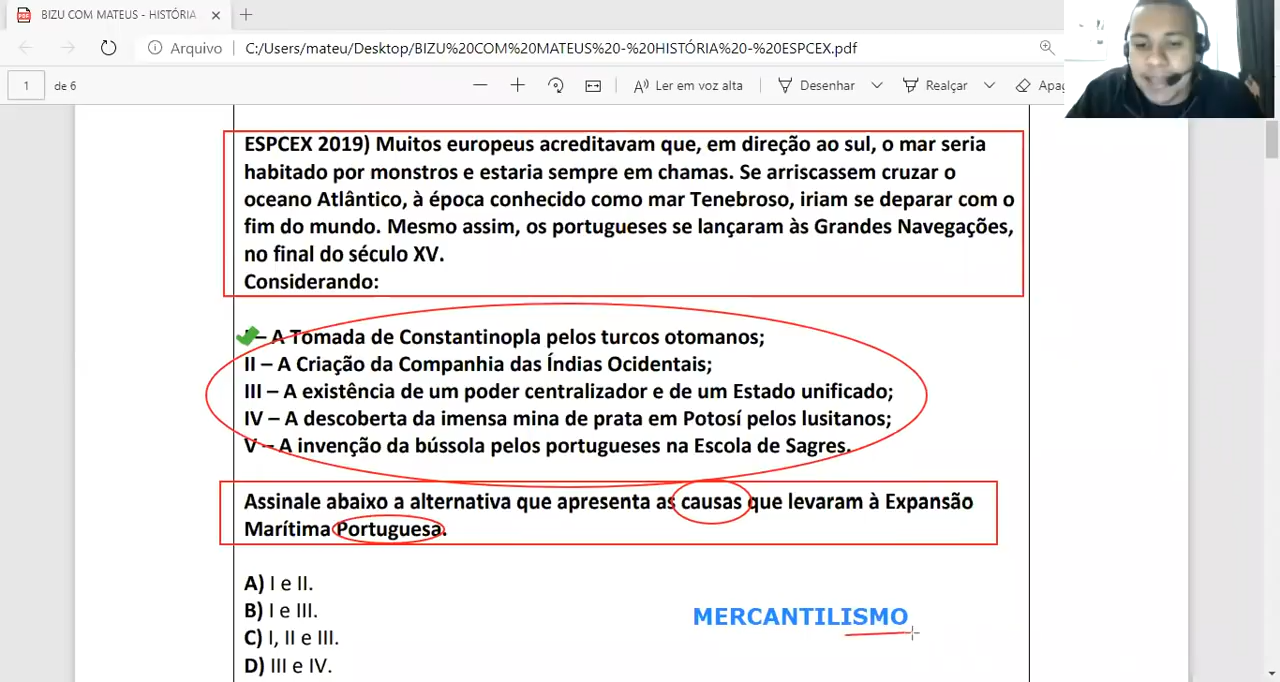 BIZU COM MATEUS - HISTÓRIA
Arquivo C:/Users/mateu/Desktop/BIZU%20COM%20MATEUS%20-%20HISTÓRIA%20-%20ESPCEX.pdf
1 de 6 Ler em voz alta Desenhar Realçar Apag
ESPCEX 2019) Muitos europeus acreditavam que, em direção ao sul, o mar seria
habitado por monstros e estaria sempre em chamas. Se arriscassem cruzar o
oceano Atlântico, à época conhecido como mar Tenebroso, iriam se deparar com o
fim do mundo. Mesmo assim, os portugueses se lançaram às Grandes Navegações,
no final do século XV.
Considerando:
I – A Tomada de Constantinopla pelos turcos otomanos;
II – A Criação da Companhia das Índias Ocidentais;
III – A existência de um poder centralizador e de um Estado unificado;
IV – A descoberta da imensa mina de prata em Potosí pelos lusitanos;
V – A invenção da bússola pelos portugueses na Escola de Sagres.
Assinale abaixo a alternativa que apresenta as causas que levaram à Expansão
Marítima Portuguesa.
A) I e II.
B) I e III.
C) I, II e III.
D) III e IV.
MERCANTILISMO